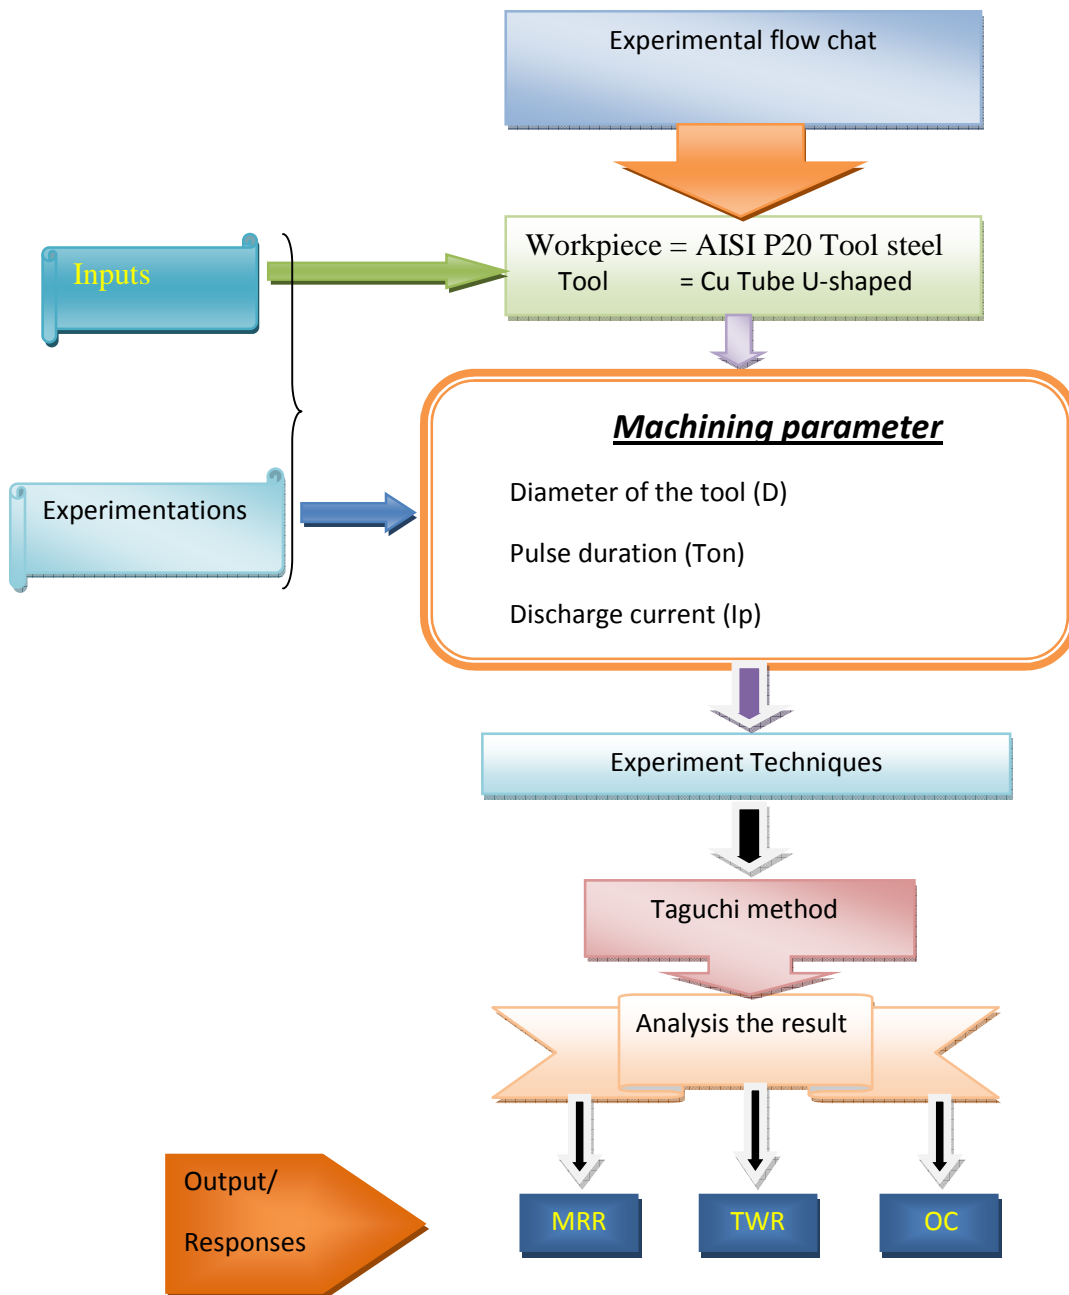 Experimental flow chat
Workpiece = AISI P20 Tool steel
Tool = Cu Tube U-shaped
Inputs
Machining parameter
Experimentations
Diameter of the tool (D)
Pulse duration (Ton)
Discharge current (Ip)
Experiment Techniques
Taguchi method
Analysis the result
Output/
Responses
MRR
TWR
OC